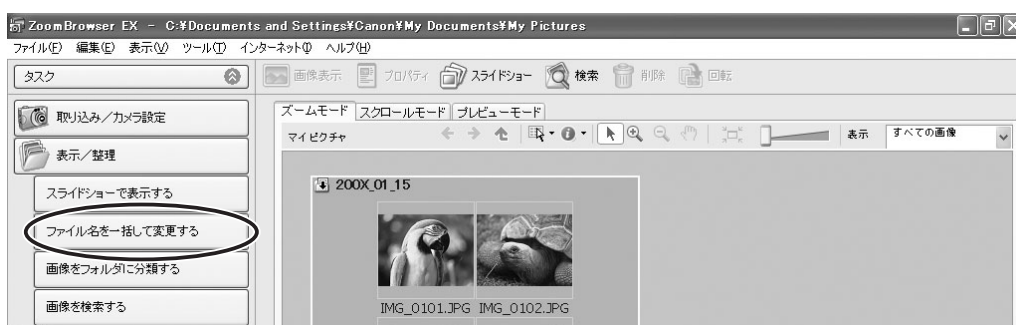 ZoomBrowser EX - C:¥Documents and Settings¥Canon¥My Documents¥My Pictures
ファイル(F) 編集(E) 表示(V) ツール(T) インターネット(I) ヘルプ(H)
タスク
画像表示 プロパティ スライドショー 検索 削除 回転
取り込み／カメラ設定
表示／整理
スライドショーで表示する
ファイル名を一括して変更する
画像をフォルダに分類する
画像を検索する
ズームモード スクロールモード プレビューモード
マイ ピクチャ 表示 すべての画像
200X_01_15
IMG_0101.JPG IMG_0102.JPG